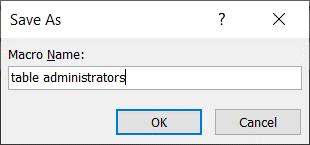 Save As
?
Macro Name:
table administrators
OK
Cancel